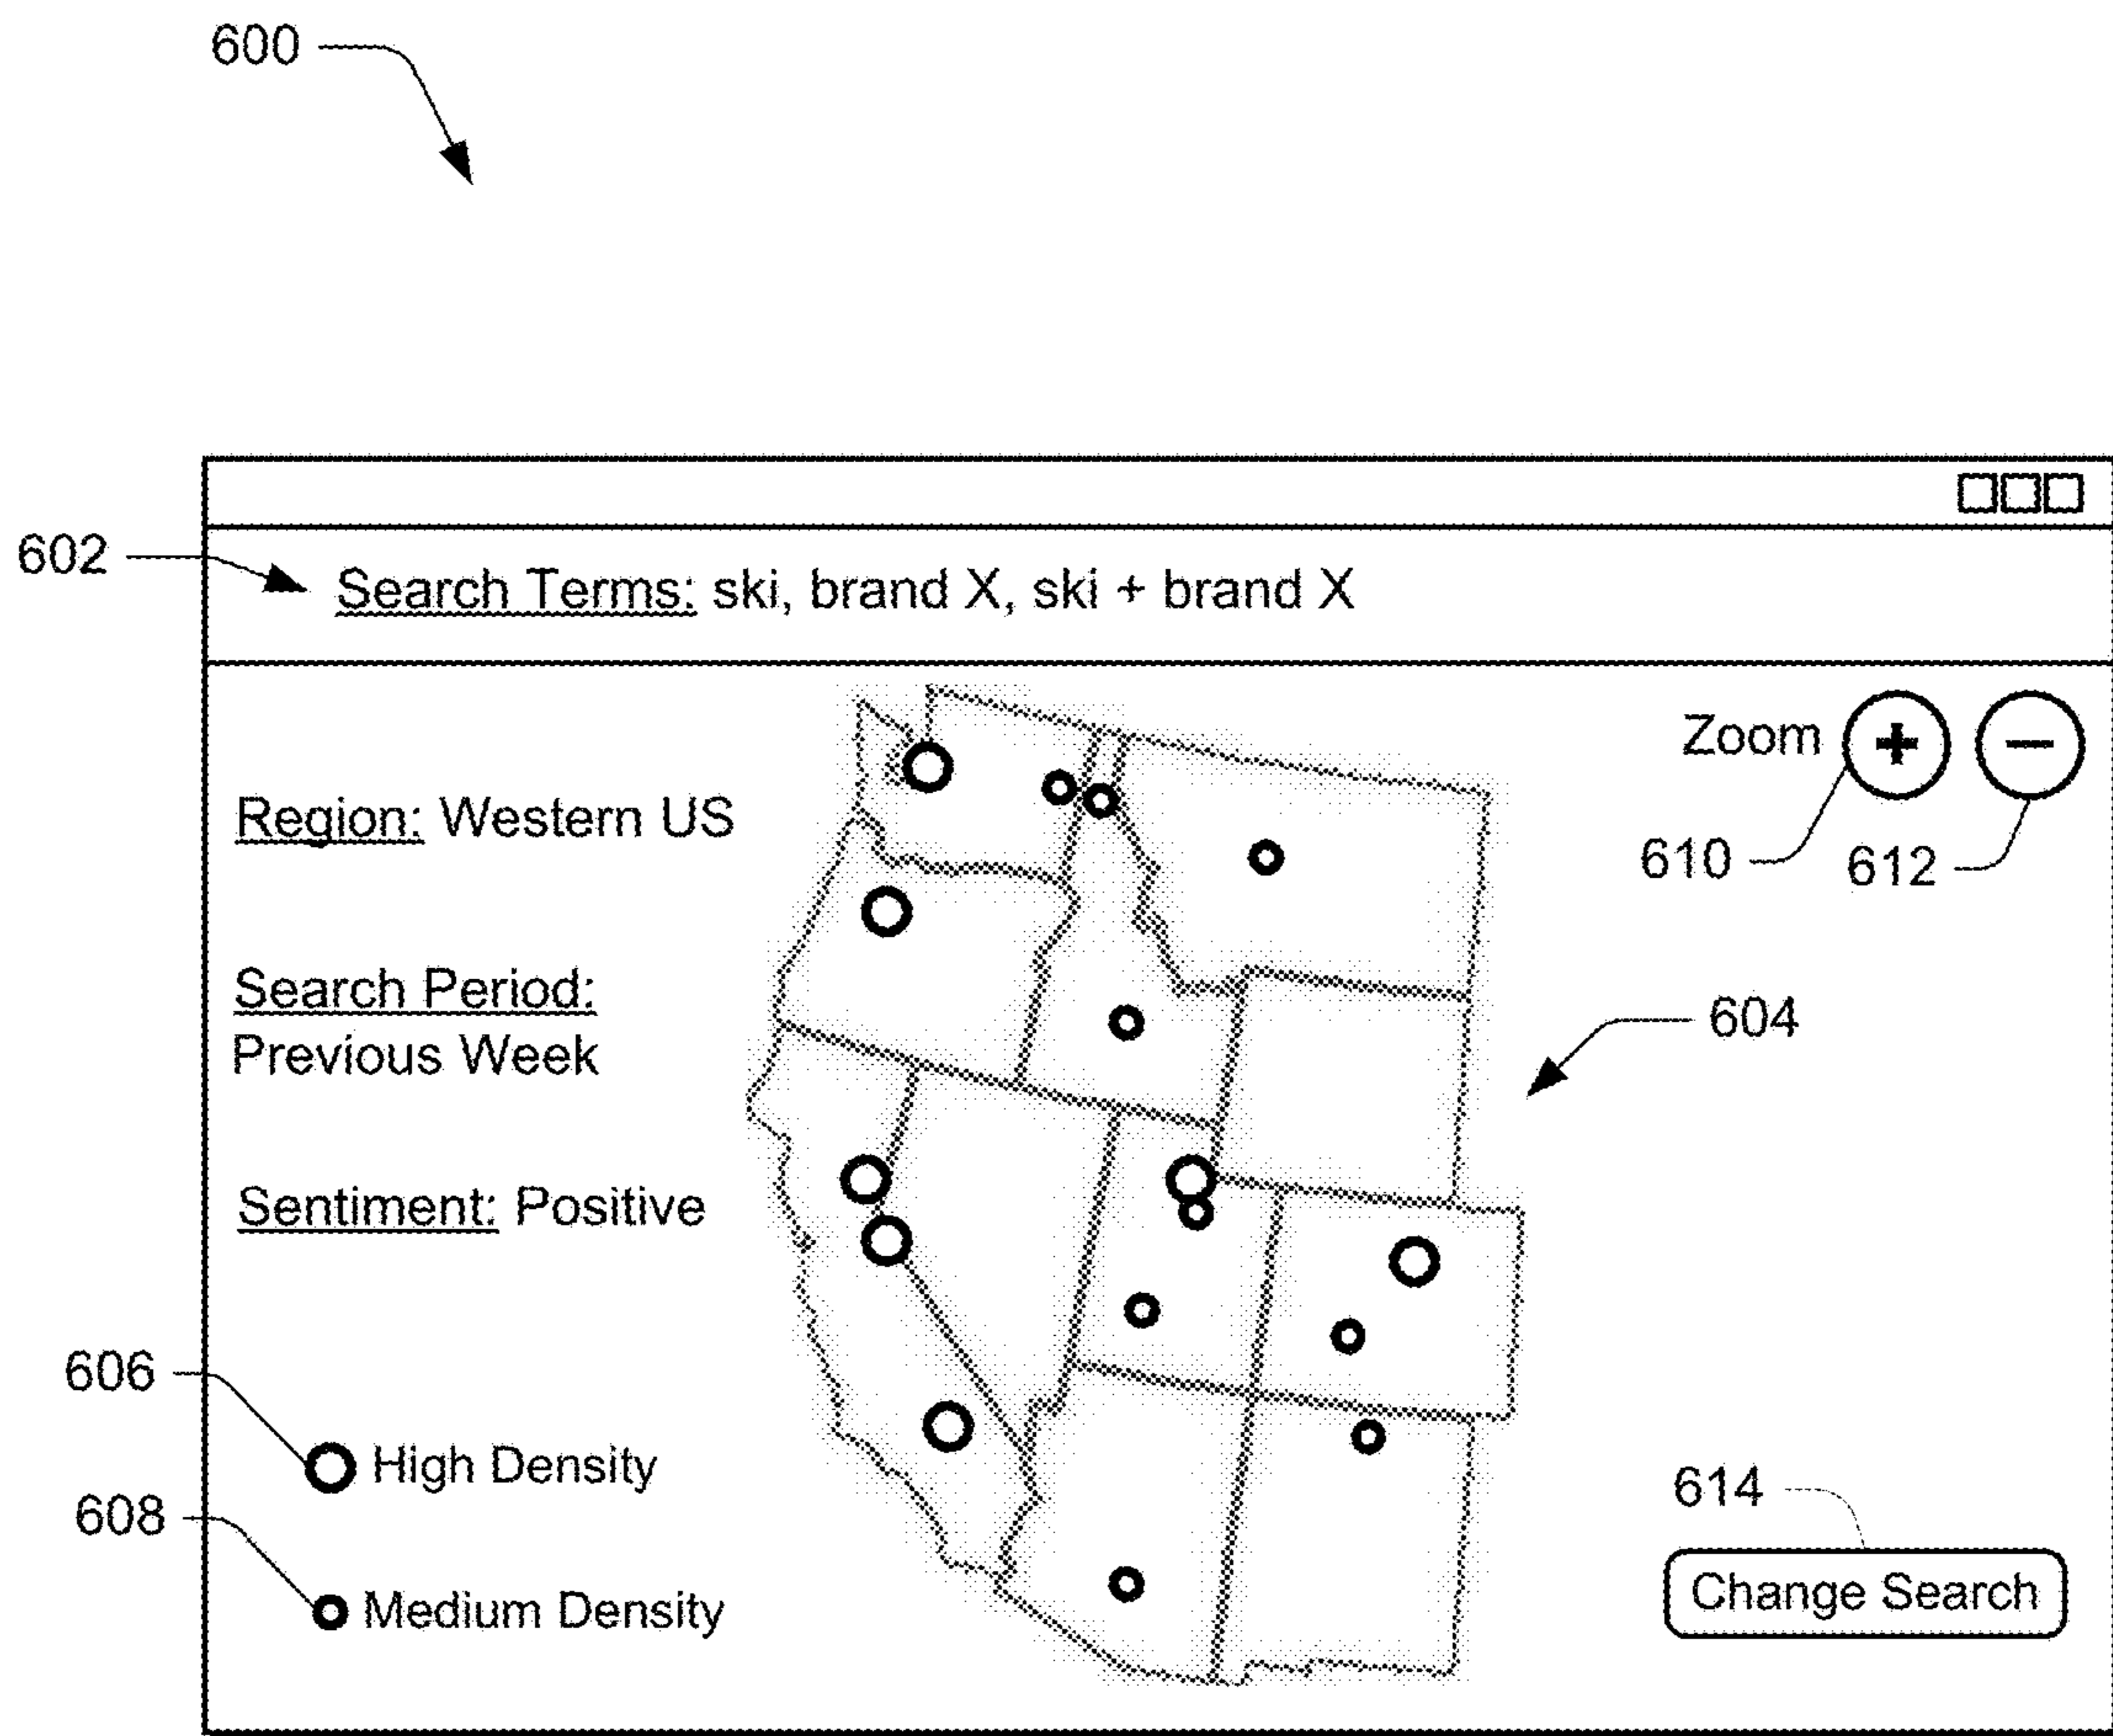 600
602
Search Terms: ski, brand X, ski + brand X
Zoom + −
Region: Western US
610
612
Search Period:
Previous Week
604
Sentiment: Positive
606
High Density
608
Medium Density
614
Change Search